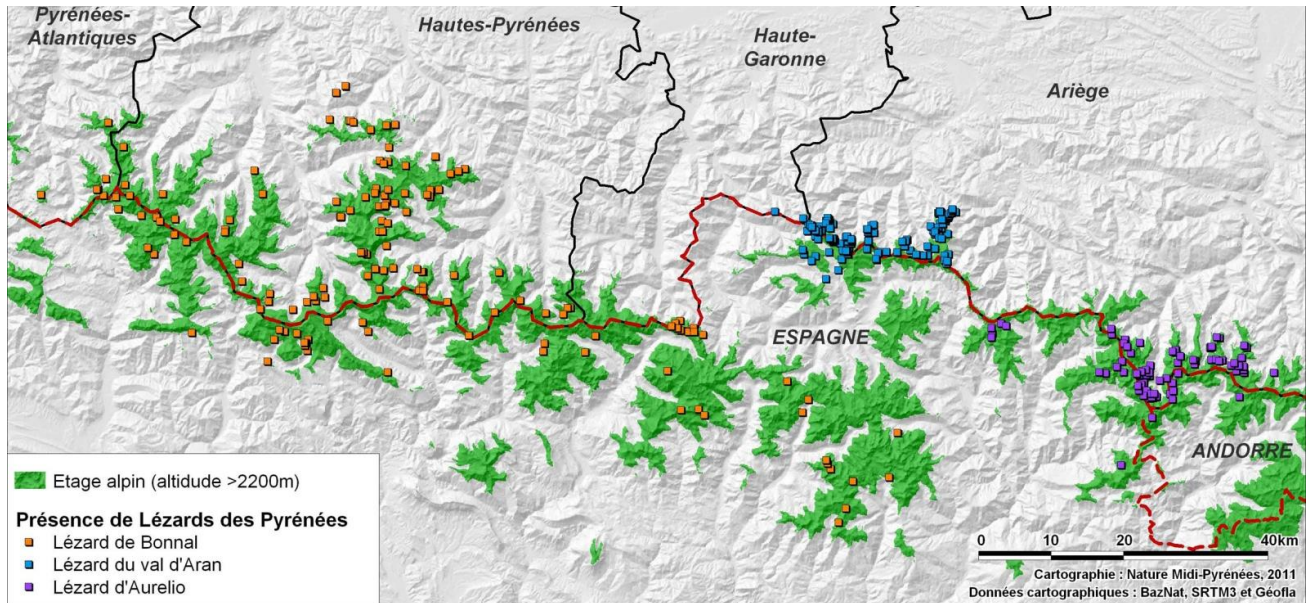 Pyrénées-
Atlantiques
Hautes-Pyrénées
Haute-
Garonne
Ariège
ESPAGNE
ANDORRE
Etage alpin (altidude >2200m)
Présence de Lézards des Pyrénées
Lézard de Bonnal
Lézard du val d'Aran
Lézard d'Aurelio
0 10 20 40km
Cartographie : Nature Midi-Pyrénées, 2011
Données cartographiques : BazNat, SRTM3 et Géofla